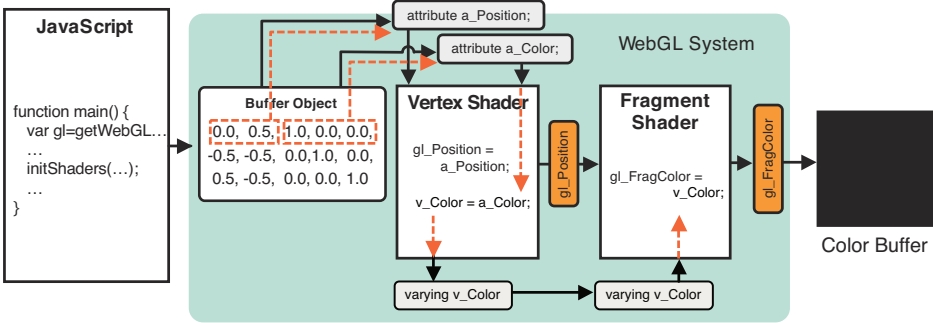 JavaScript
function main() {
var gl=getWebGL…
…
initShaders(…);
…
}
WebGL System
attribute a_Position;
attribute a_Color;
Buffer Object
0.0, 0.5, 1.0, 0.0, 0.0,
-0.5, -0.5, 0.0,1.0, 0.0,
0.5, -0.5, 0.0, 0.0, 1.0
Vertex Shader
gl_Position =
a_Position;
v_Color = a_Color;
gl_Position
Fragment
Shader
gl_FragColor =
v_Color;
gl_FragColor
Color Buffer
varying v_Color
varying v_Color